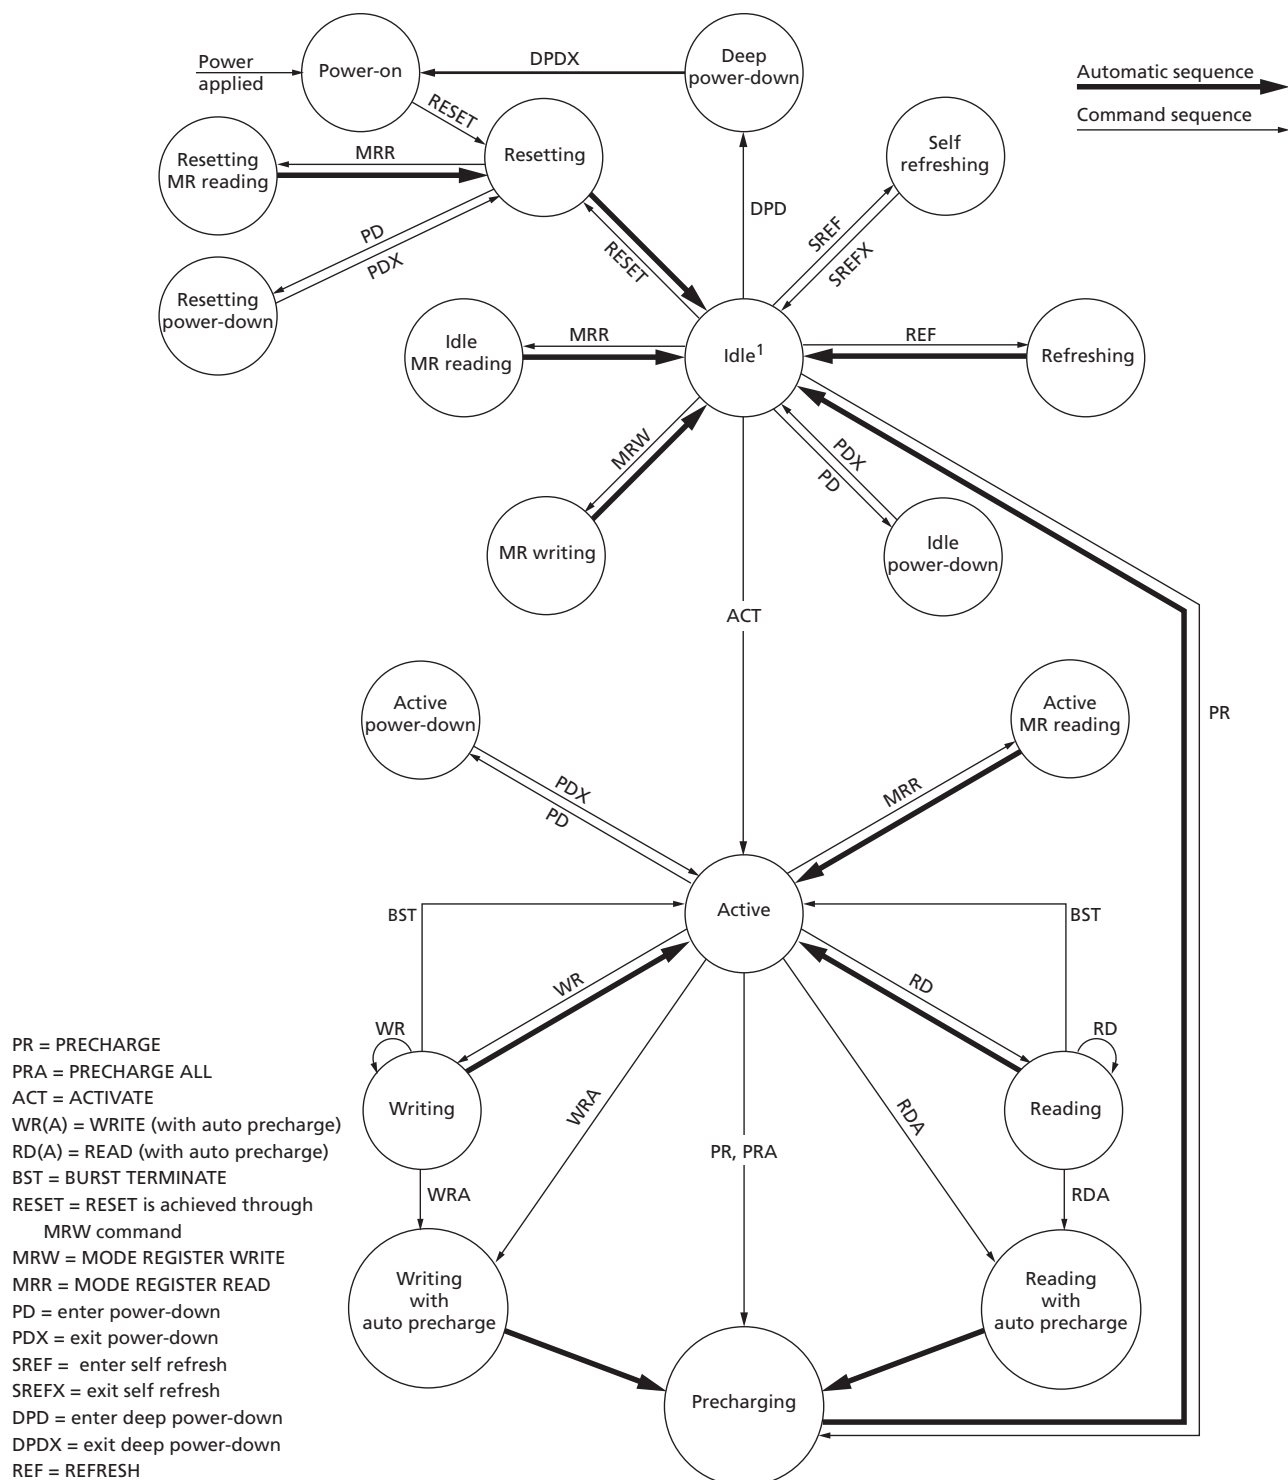 Power
applied
Power-on
DPDX
Deep
power-down
Automatic sequence
Command sequence
RESET
Resetting
MR reading
MRR
Resetting
Self
refreshing
PD
PDX
DPD
SREF
SREFX
RESET
Resetting
power-down
Idle
MR reading
MRR
Idle¹
REF
Refreshing
MRW
PDX
PD
MR writing
Idle
power-down
ACT
Active
power-down
Active
MR reading
PR
PDX
PD
MRR
BST
Active
BST
WR
RD
WR
RD
Writing
Reading
WRA
RDA
PR, PRA
WRA
RDA
Writing
with
auto precharge
Reading
with
auto precharge
Precharging
PR = PRECHARGE
PRA = PRECHARGE ALL
ACT = ACTIVATE
WR(A) = WRITE (with auto precharge)
RD(A) = READ (with auto precharge)
BST = BURST TERMINATE
RESET = RESET is achieved through
MRW command
MRW = MODE REGISTER WRITE
MRR = MODE REGISTER READ
PD = enter power-down
PDX = exit power-down
SREF = enter self refresh
SREFX = exit self refresh
DPD = enter deep power-down
DPDX = exit deep power-down
REF = REFRESH